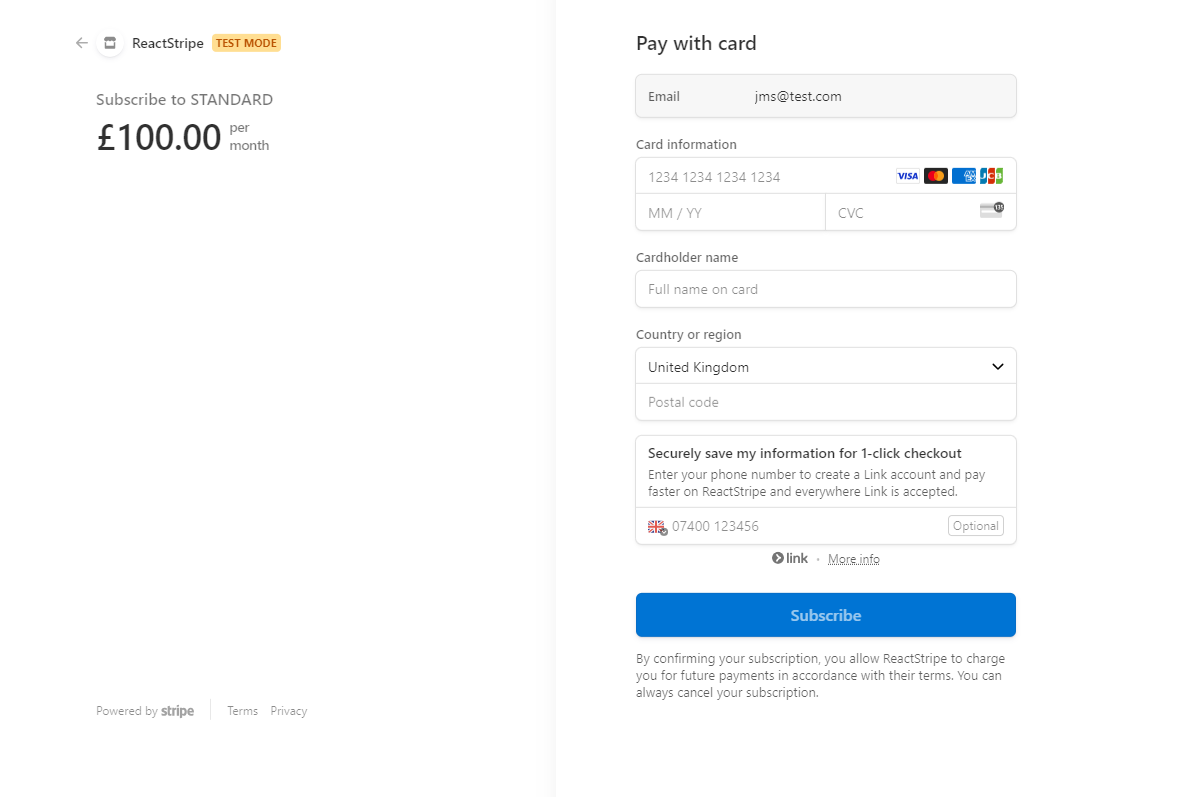 ReactStripe TEST MODE
Subscribe to STANDARD
£100.00 per month
Pay with card
Email jms@test.com
Card information
1234 1234 1234 1234 VISA AMEX JCB
MM / YY CVC 135
Cardholder name
Full name on card
Country or region
United Kingdom
Postal code
Securely save my information for 1-click checkout
Enter your phone number to create a Link account and pay
faster on ReactStripe and everywhere Link is accepted.
07400 123456 Optional
link · More info
Subscribe
By confirming your subscription, you allow ReactStripe to charge
you for future payments in accordance with their terms. You can
always cancel your subscription.
Powered by stripe Terms Privacy